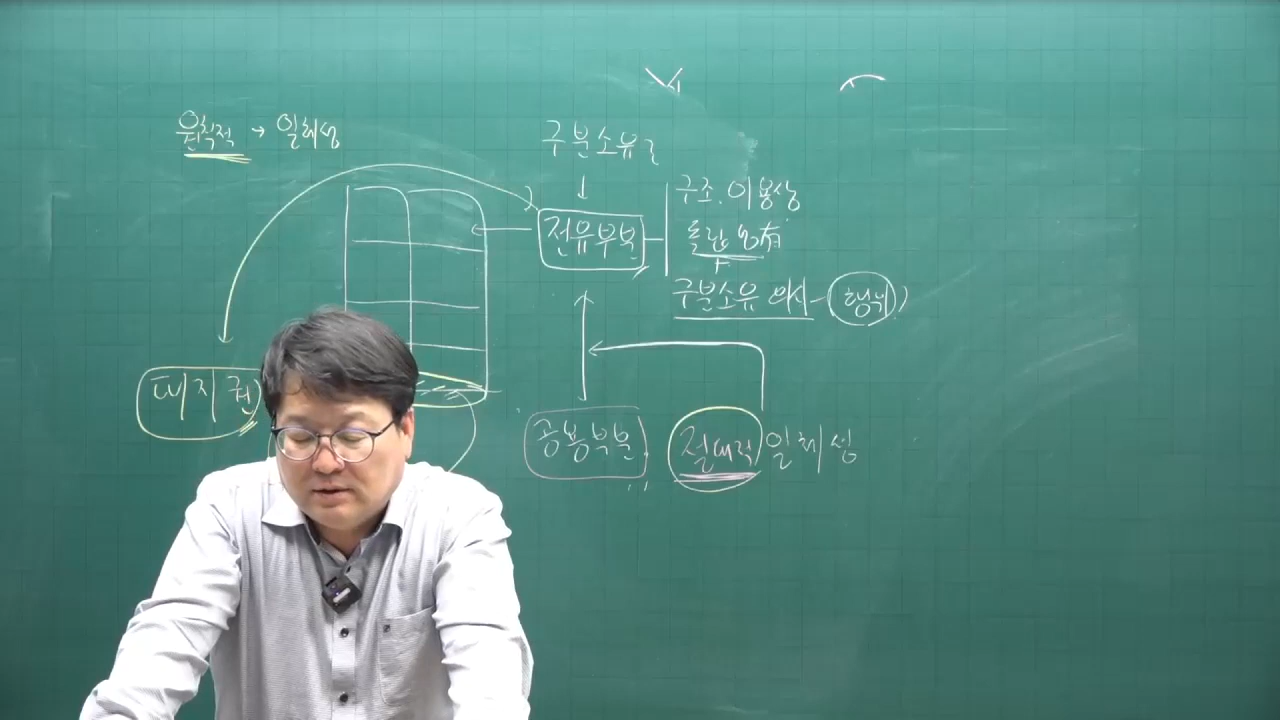 원칙적 → 일체성
구분소유
전유부분
구조.이용상
독립
구분소유 의사 - 행위
대지권
공용부분
절대적 일체성